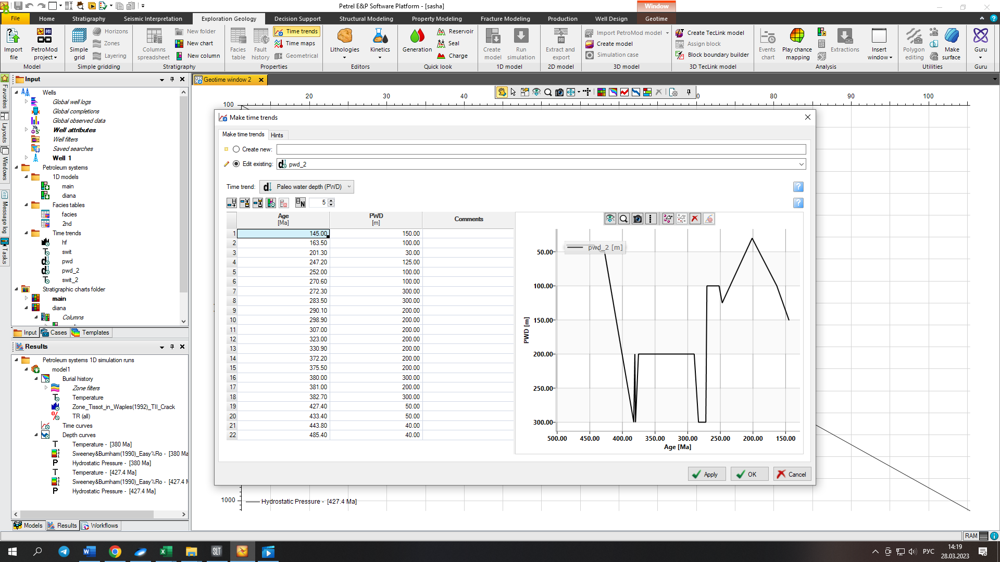 Petrel E&P Software Platform - [sasha]
Window
File
Home
Stratigraphy
Seismic Interpretation
Exploration Geology
Decision Support
Structural Modeling
Property Modeling
Fracture Modeling
Production
Well Design
Geotime
Import file
PetroMod project
Model
Simple grid
Horizons
Zones
Layering
Simple gridding
Columns spreadsheet
New folder
New chart
New column
Stratigraphy
Facies table
Fault history
Time trends
Time maps
Geometrical
Properties
Lithologies
Kinetics
Editors
Generation
Reservoir
Seal
Charge
Quick look
Create model
Run simulation
1D model
Extract and export
2D model
Import PetroMod model
Create model
Simulation case
3D model
Create TecLink model
Assign block
Block boundary builder
3D TecLink model
Events chart
Play chance mapping
Extractions
Insert window
Analysis
Polygon editing
Make surface
Utilities
Guru
Guru
Favorites
Layouts
Windows
Message log
Tasks
Input
Wells
Global well logs
Global completions
Global observed data
Well attributes
Well filters
Saved searches
Well 1
Petroleum systems
1D models
main
diana
Facies tables
facies
2nd
Time trends
hf
swit
pwd
pwd_2
swit_2
Stratigraphic charts folder
main
diana
Columns
Input
Cases
Templates
Results
Petroleum systems 1D simulation runs
model1
Burial history
Zone filters
Temperature
Zone_Tissot_in_Waples(1992)_TII_Crack
TR (all)
Time curves
Depth curves
Temperature - [380 Ma]
Sweeney&Burnham(1990)_Easy%Ro - [380 Ma
Hydrostatic Pressure - [380 Ma]
Temperature - [427.4 Ma]
Sweeney&Burnham(1990)_Easy%Ro - [427.4 M
Hydrostatic Pressure - [427.4 Ma]
Models
Results
Workflows
Geotime window 2
20 30 40 0 80 90 100
100
Make time trends
Make time trends
Hints
Create new:
Edit existing: pwd_2
Time trend: Paleo water depth (PWD)
N 5
Age [Ma] PWD [m] Comments
1 145.00 150.00
2 163.50 100.00
3 201.30 30.00
4 247.20 125.00
5 252.00 100.00
6 270.60 100.00
7 272.30 300.00
8 283.50 300.00
9 290.10 200.00
10 298.90 200.00
11 307.00 200.00
12 323.00 200.00
13 330.90 200.00
14 372.20 200.00
15 375.50 200.00
16 380.00 300.00
17 381.00 200.00
18 382.70 300.00
19 427.40 50.00
20 433.40 50.00
21 443.80 40.00
22 485.40 40.00
pwd_2 [m]
50.00
100.00
150.00
200.00
250.00
300.00
PWD [m]
500.00 450.00 400.00 350.00 300.00 250.00 200.00 150.00
Age [Ma]
Apply
OK
Cancel
1000
Hydrostatic Pressure - [427.4 Ma]
RAM
SLT
РУС
14:19
28.03.2023